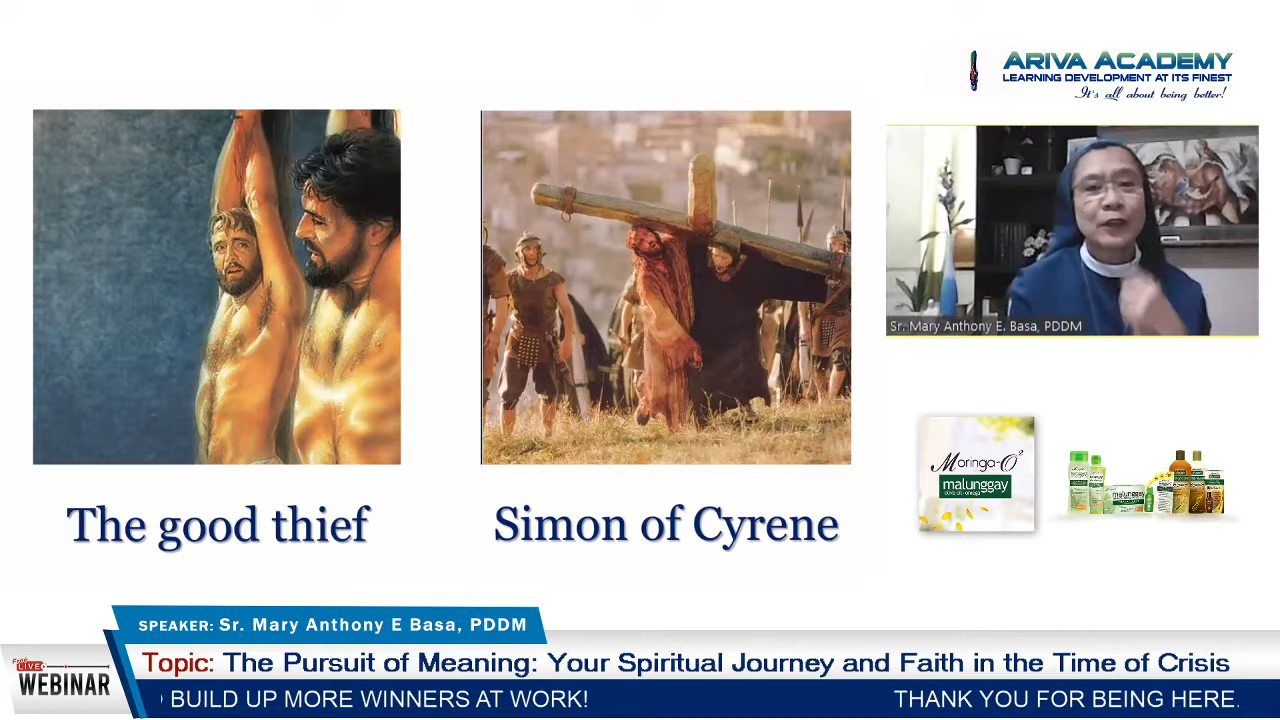 ARIVA ACADEMY
LEARNING DEVELOPMENT AT ITS FINEST
It's all about being better!
Sr. Mary Anthony E. Basa, PDDM
The good thief
Simon of Cyrene
Moringa-O²
malunggay
malunggay
SPEAKER: Sr. Mary Anthony E Basa, PDDM
Free
LIVE
WEBINAR
Topic: The Pursuit of Meaning: Your Spiritual Journey and Faith in the Time of Crisis
BUILD UP MORE WINNERS AT WORK!
THANK YOU FOR BEING HERE.